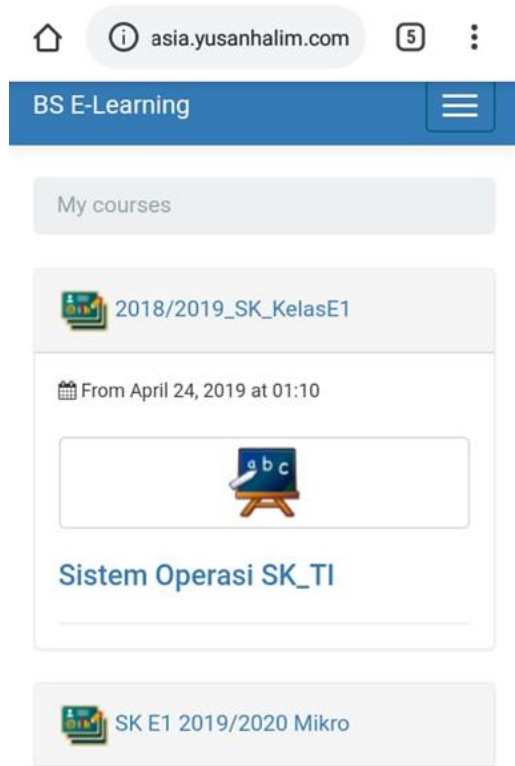 asia.yusanhalim.com 5
BS E-Learning
My courses
2018/2019_SK_KelasE1
From April 24, 2019 at 01:10
a b c
Sistem Operasi SK_TI
SK E1 2019/2020 Mikro